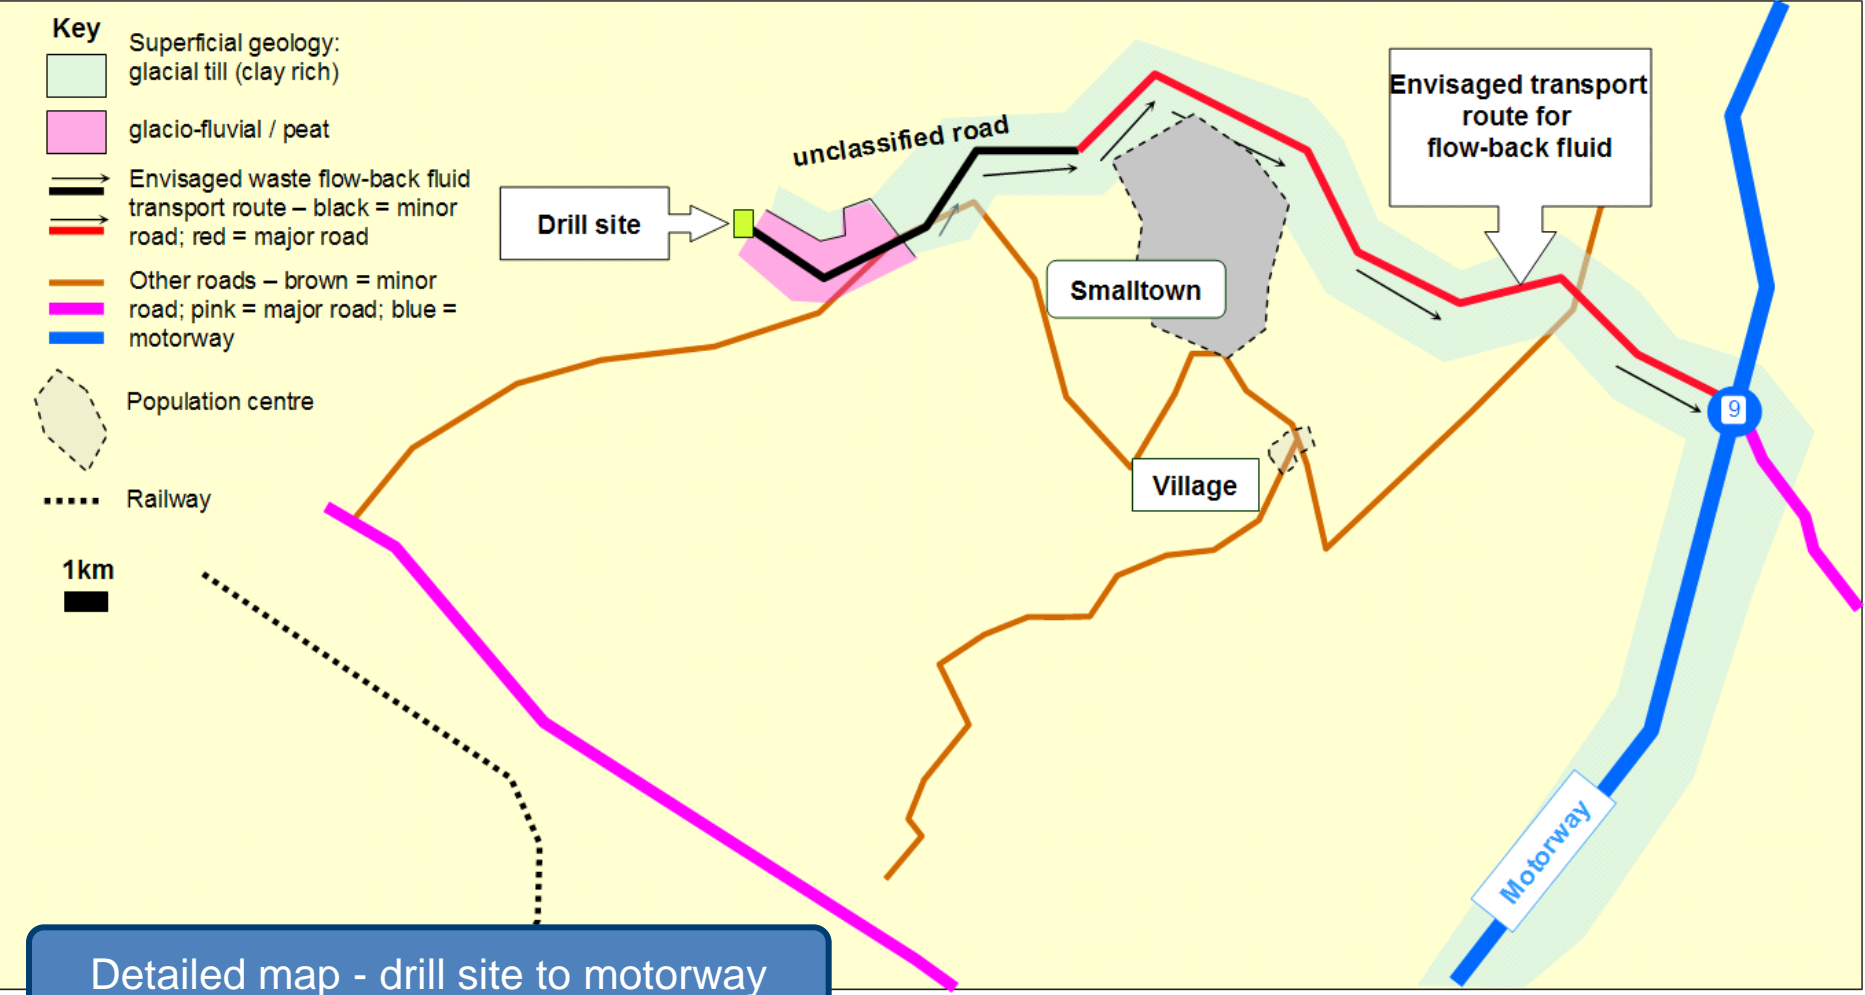 Key
Superficial geology:
glacial till (clay rich)
glacio-fluvial / peat
Envisaged waste flow-back fluid
transport route – black = minor
road; red = major road
Other roads – brown = minor
road; pink = major road; blue =
motorway
Population centre
Railway
1km
unclassified road
Drill site
Envisaged transport
route for
flow-back fluid
Smalltown
Village
9
Motorway
Detailed map - drill site to motorway